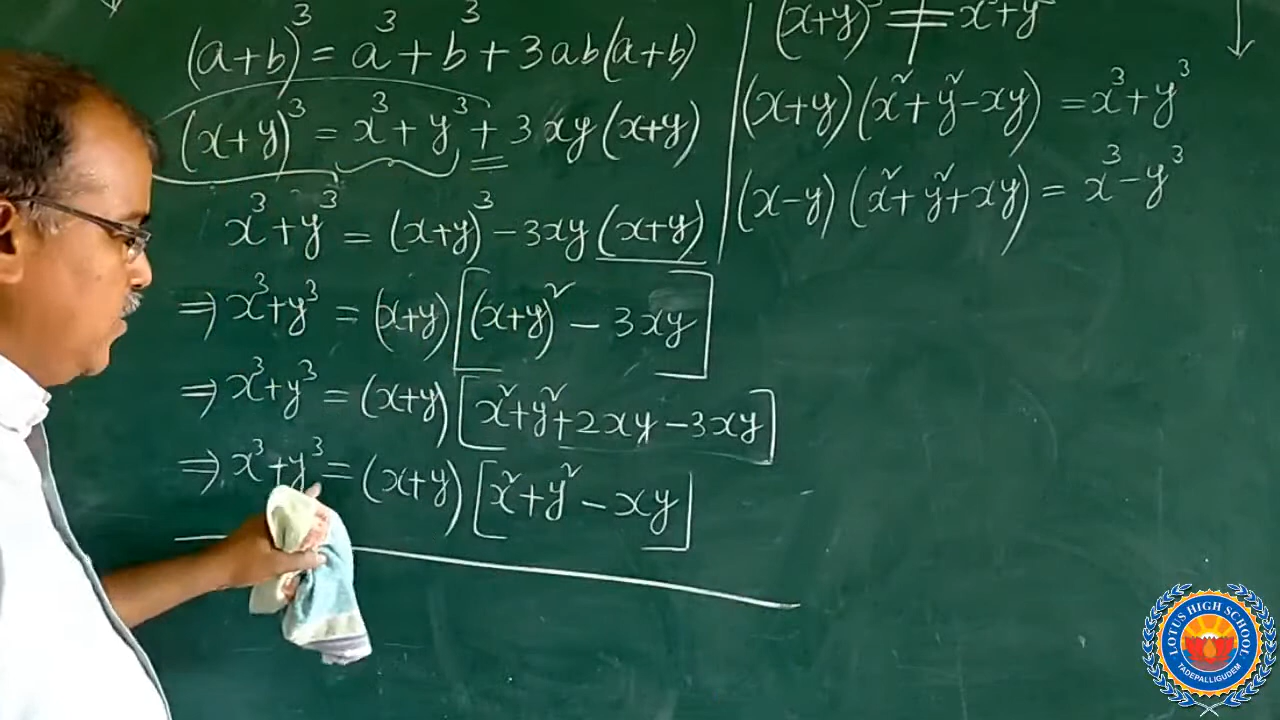 (a+b)³ = a³ + b³ + 3ab(a+b)
(x+y)³ = x³ + y³ + 3xy(x+y)
x³+y³ = (x+y)³ - 3xy(x+y)
⇒ x³+y³ = (x+y)[(x+y)² - 3xy]
⇒ x³+y³ = (x+y)[x²+y²+2xy-3xy]
⇒ x³+y³ = (x+y)[x²+y²-xy]
(x+y)³ ≠ x³+y³
(x+y)(x²+y²-xy) = x³+y³
(x-y)(x²+y²+xy) = x³-y³
LOTUS HIGH SCHOOL
TADEPALLIGUDEM